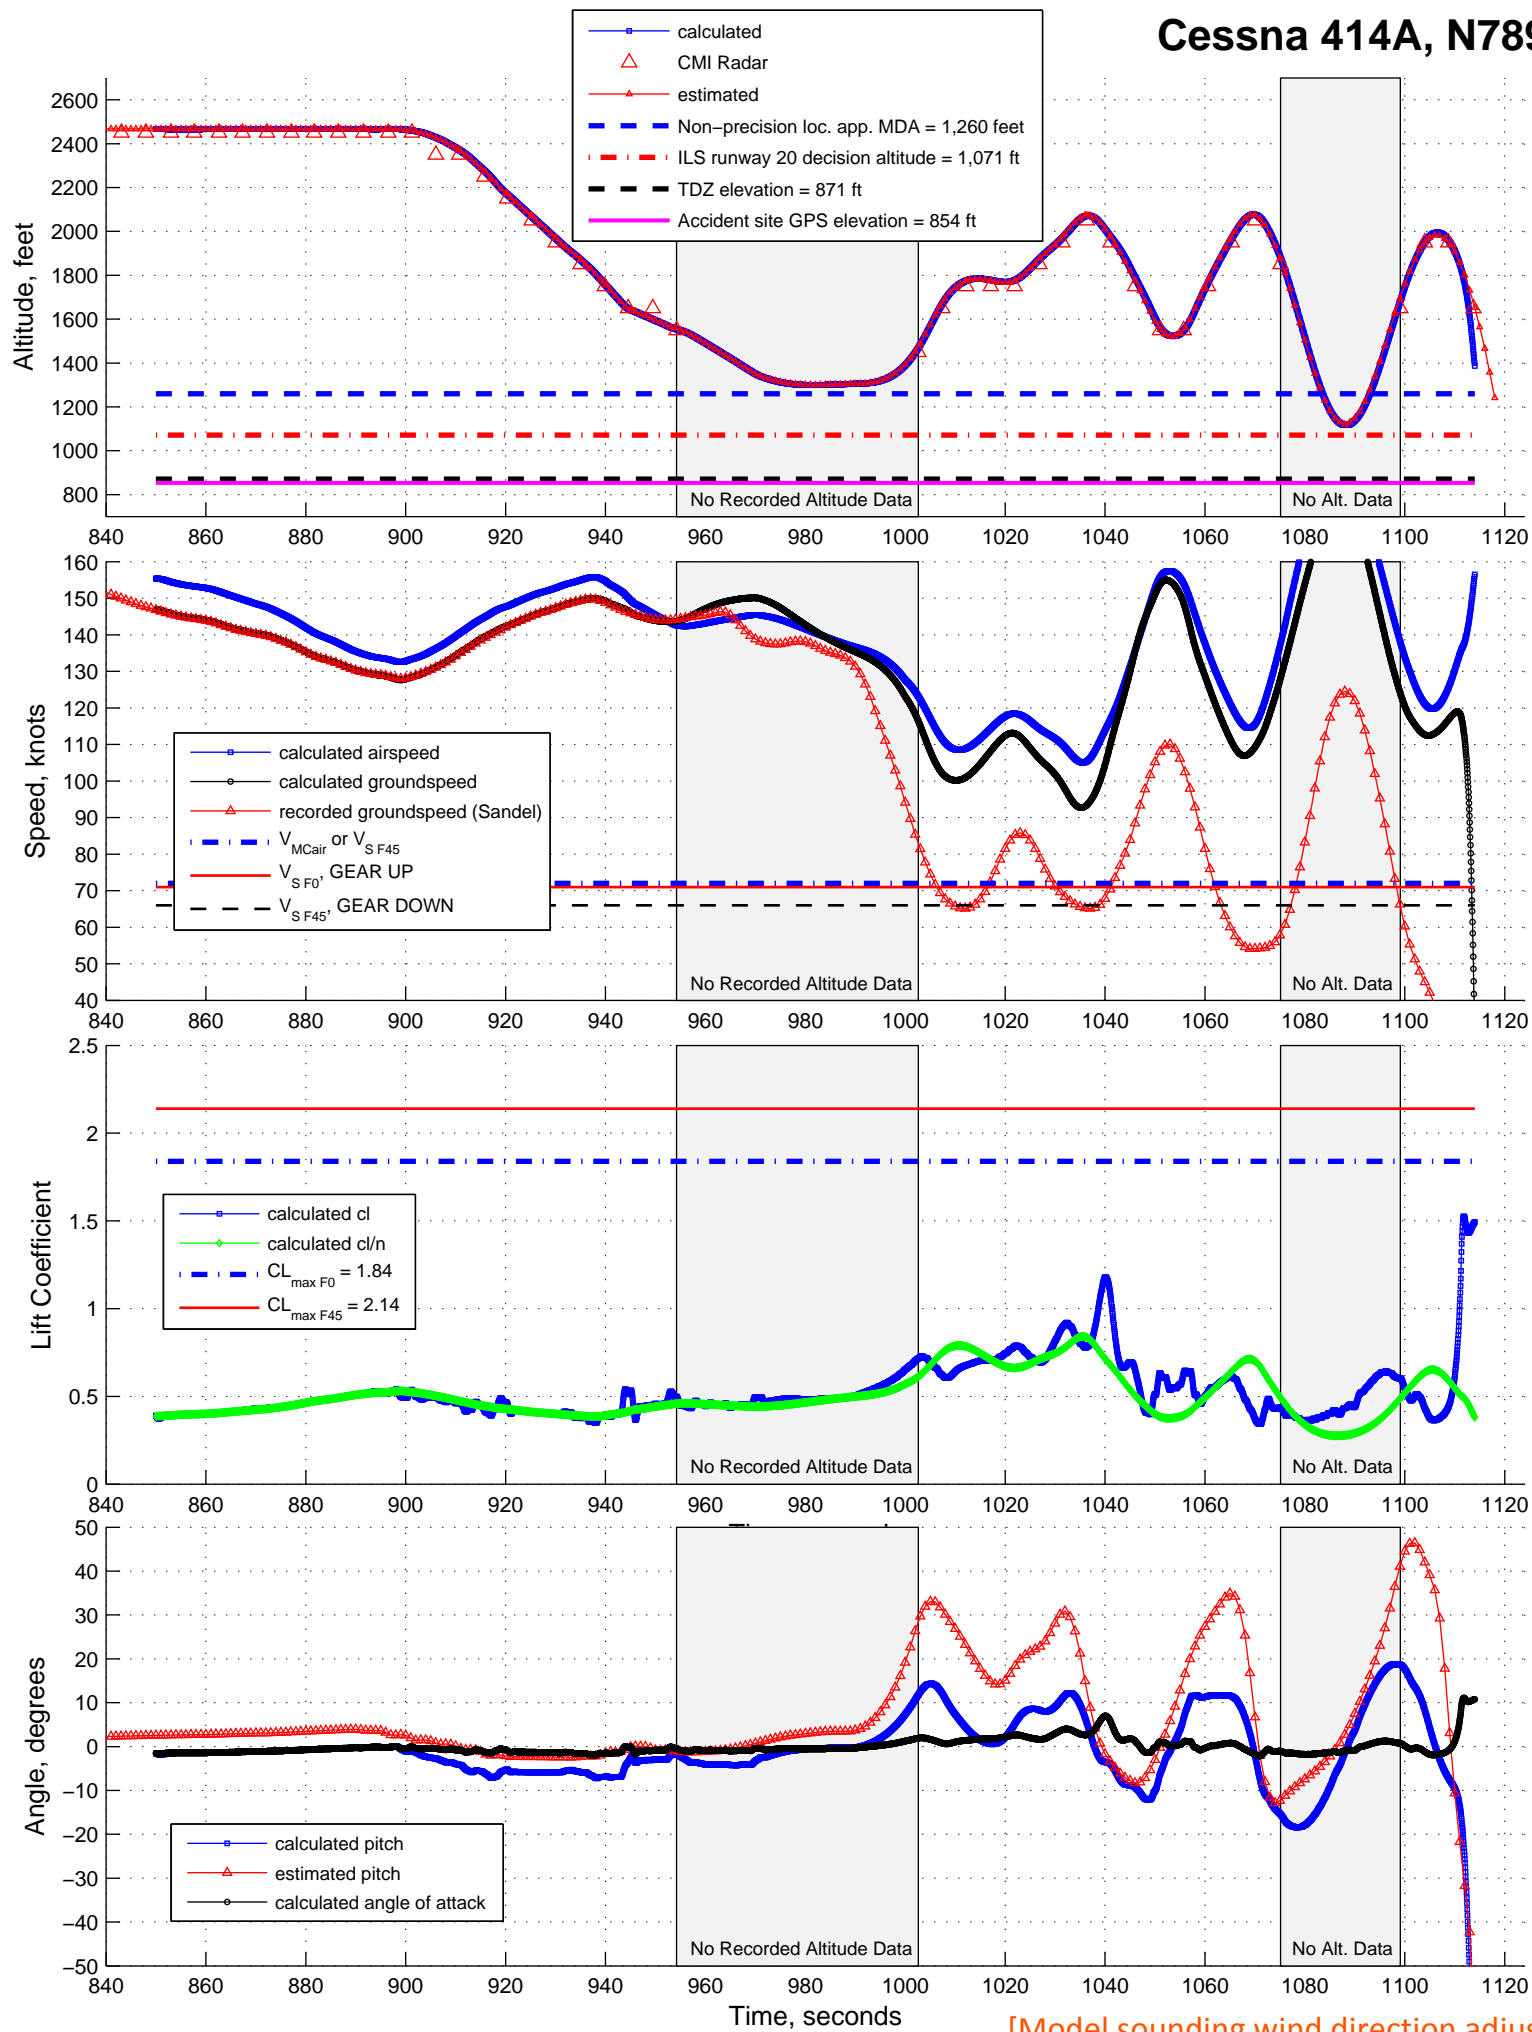 Cessna 414A, N789
calculated
CMI Radar
estimated
Non−precision loc. app. MDA = 1,260 feet
ILS runway 20 decision altitude = 1,071 ft
TDZ elevation = 871 ft
Accident site GPS elevation = 854 ft
Altitude, feet
2600
2400
2200
2000
1800
1600
1400
1200
1000
800
No Recorded Altitude Data
No Alt. Data
840 860 880 900 920 940 960 980 1000 1020 1040 1060 1080 1100 1120
Speed, knots
160
150
140
130
120
110
100
90
80
70
60
50
40
calculated airspeed
calculated groundspeed
recorded groundspeed (Sandel)
VMCair or VS F45
VS F0, GEAR UP
VS F45, GEAR DOWN
No Recorded Altitude Data
No Alt. Data
840 860 880 900 920 940 960 980 1000 1020 1040 1060 1080 1100 1120
Lift Coefficient
2.5
2
1.5
1
0.5
0
calculated cl
calculated cl/n
CLmax F0 = 1.84
CLmax F45 = 2.14
No Recorded Altitude Data
No Alt. Data
840 860 880 900 920 940 960 980 1000 1020 1040 1060 1080 1100 1120
Angle, degrees
50
40
30
20
10
0
−10
−20
−30
−40
−50
calculated pitch
estimated pitch
calculated angle of attack
No Recorded Altitude Data
No Alt. Data
840 860 880 900 920 940 960 980 1000 1020 1040 1060 1080 1100 1120
Time, seconds
[Model sounding wind direction adjus